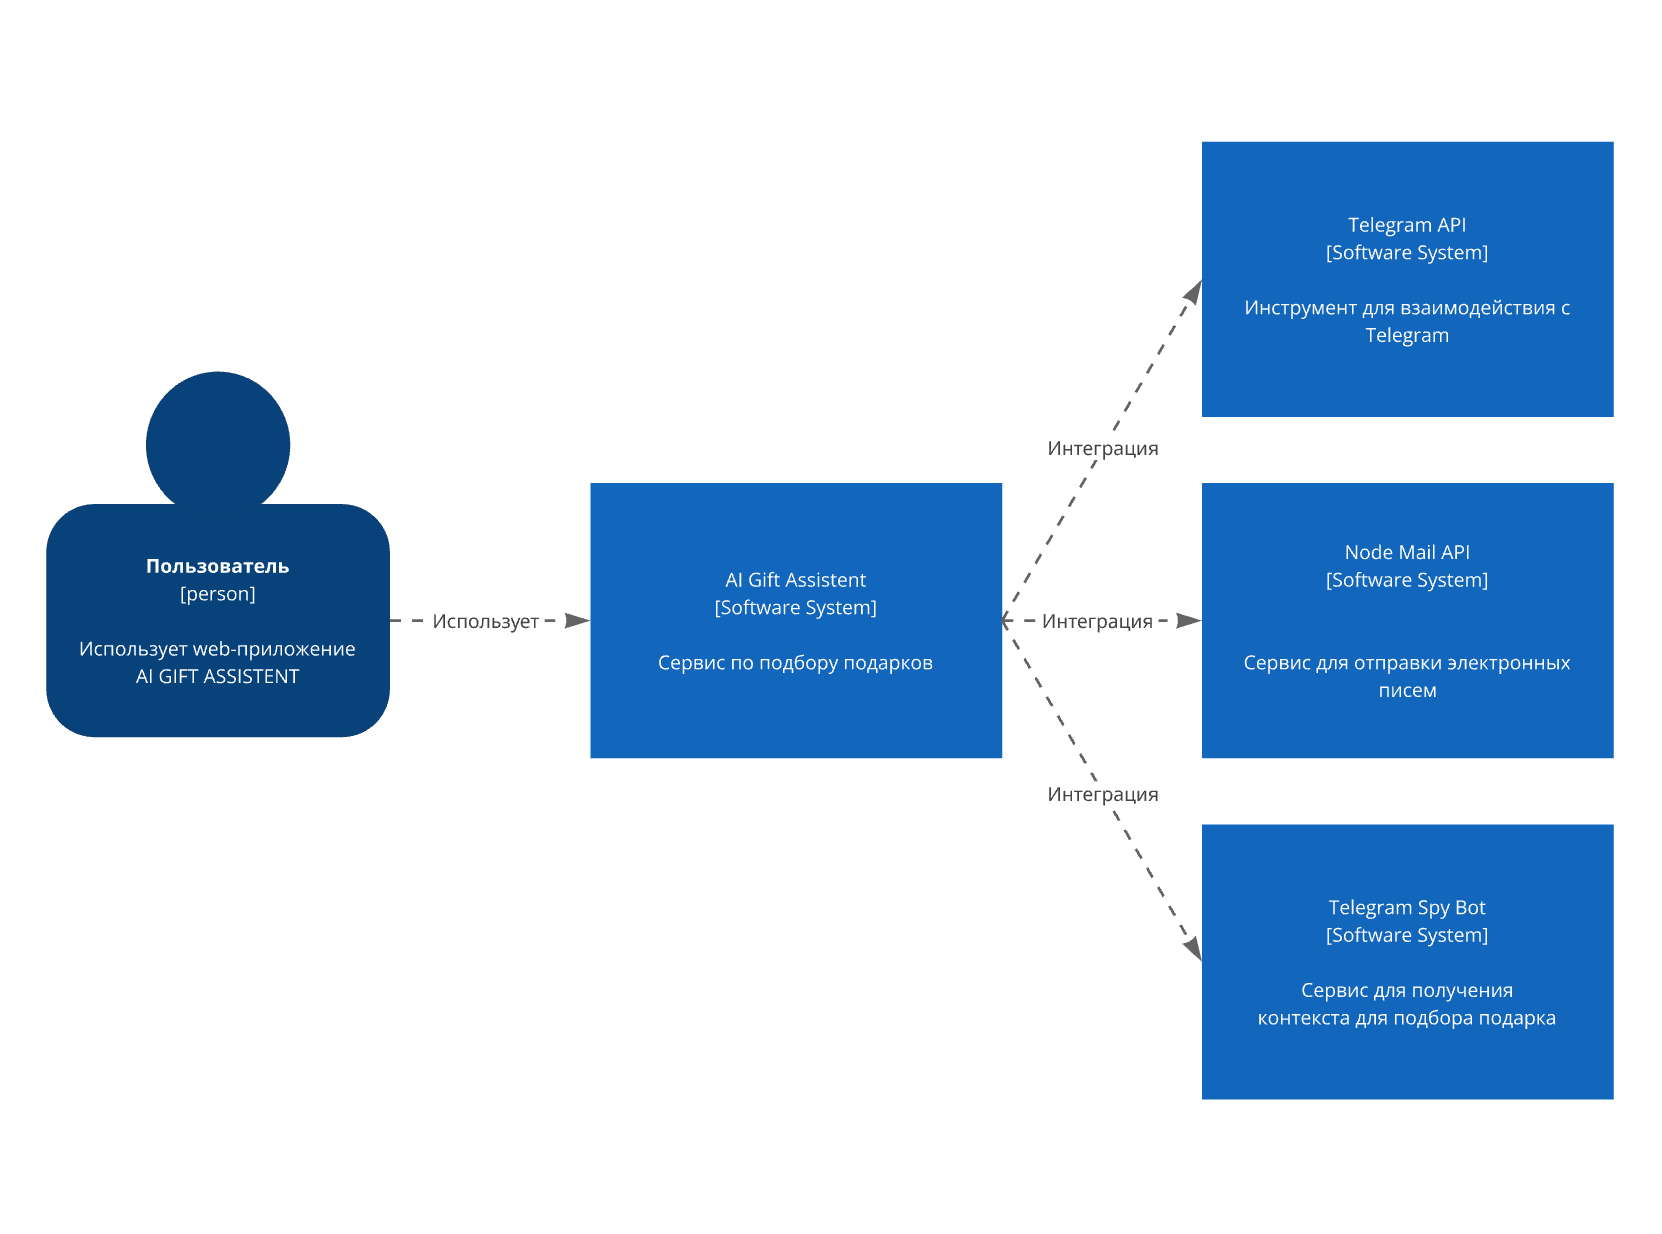 Пользователь
[person]
Использует web-приложение
AI GIFT ASSISTENT
Использует
AI Gift Assistent
[Software System]
Сервис по подбору подарков
Интеграция
Интеграция
Интеграция
Telegram API
[Software System]
Инструмент для взаимодействия с
Telegram
Node Mail API
[Software System]
Сервис для отправки электронных
писем
Telegram Spy Bot
[Software System]
Сервис для получения
контекста для подбора подарка